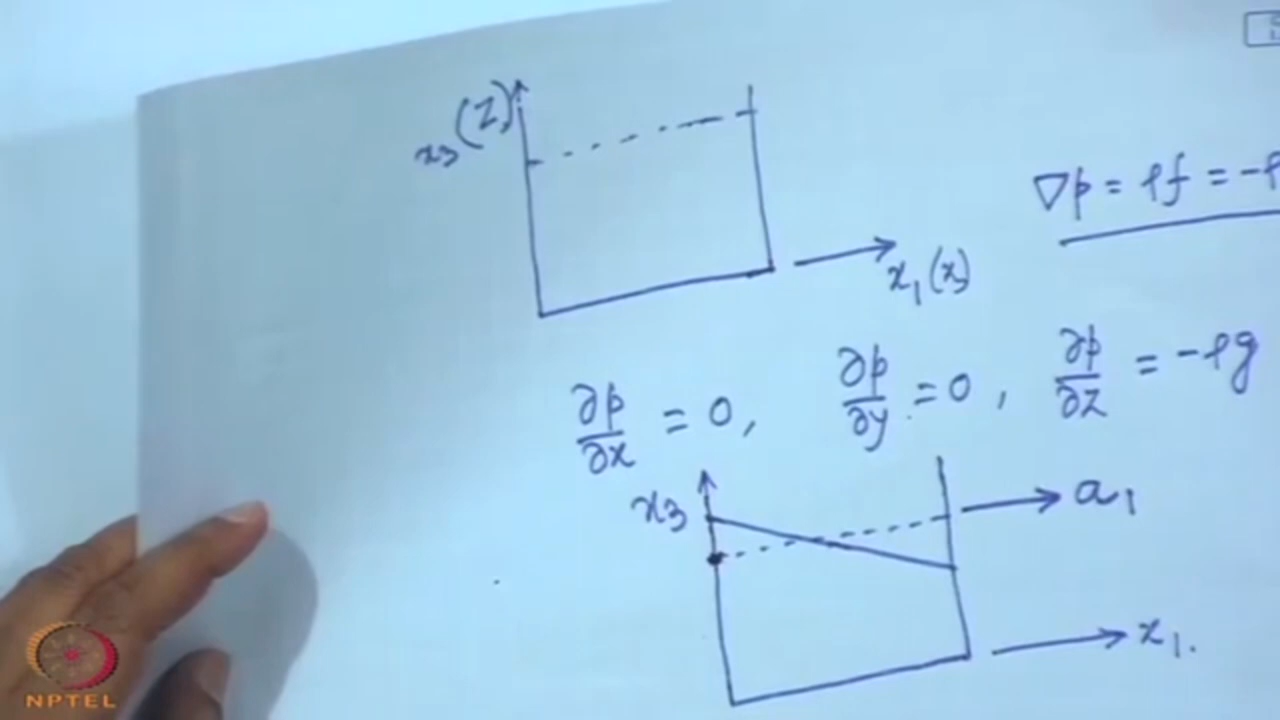 x₃ (Z)
x₁ (x)
∇p = ρf = -ρ
∂p/∂x = 0, ∂p/∂y = 0, ∂p/∂z = -ρg
x₃
a₁
x₁.
NPTEL